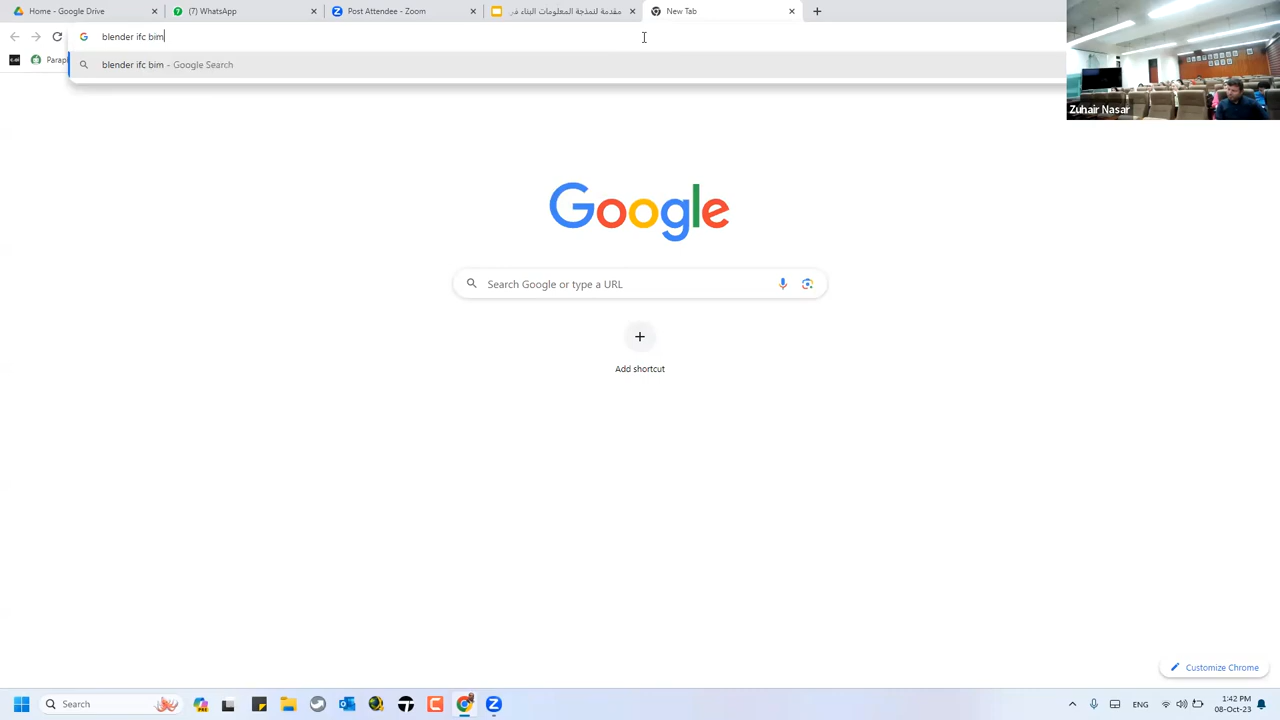 Home - Google Drive
(7) WhatsApp
Post Attendee - Zoom
مقدمة لنمذجة المعلومات البناء في
New Tab
blender ifc bim
Parap
blender ifc bim - Google Search
Zuhair Nasar
Google
Search Google or type a URL
Add shortcut
Customize Chrome
Search
ENG
1:42 PM
08-Oct-23